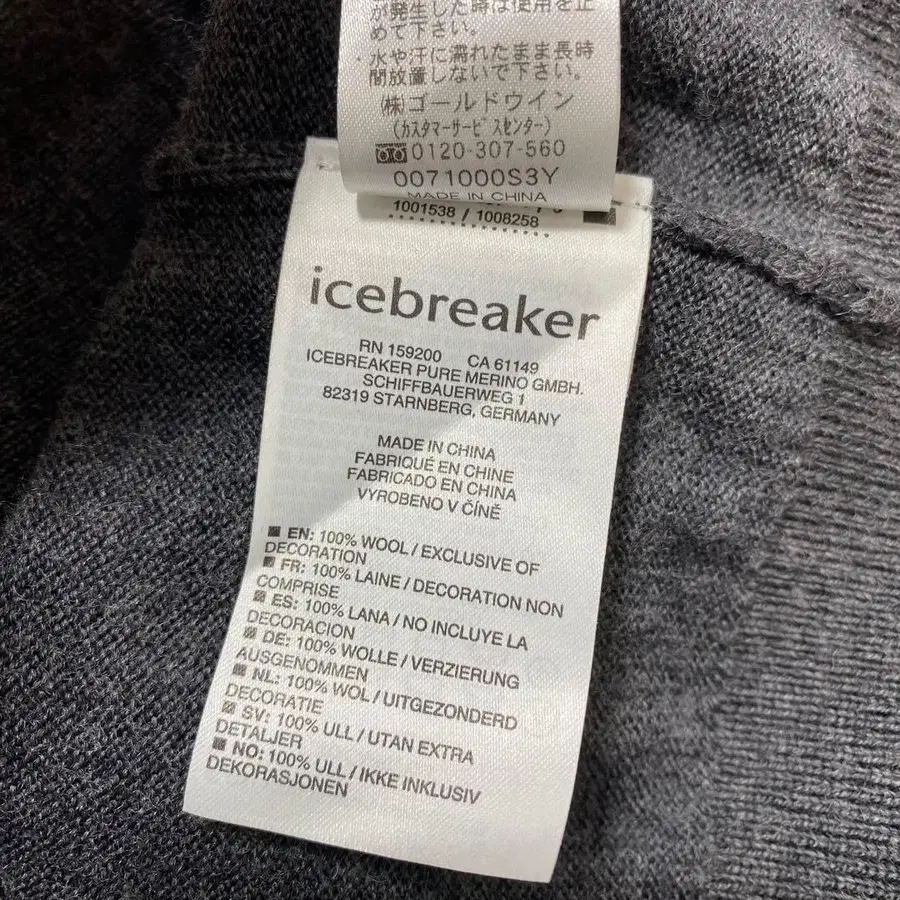 が発生した時は使用を止
めて下さい。
・水や汗に濡れたまま長時
間放置しないで下さい。
(株)ゴールドウイン
(カスタマーサービスセンター)
0120-307-560
0071000S3Y
MADE IN CHINA
1001538 / 1008258
icebreaker
RN 159200 CA 61149
ICEBREAKER PURE MERINO GMBH.
SCHIFFBAUERWEG 1
82319 STARNBERG, GERMANY
MADE IN CHINA
FABRIQUÉ EN CHINE
FABRICADO EN CHINA
VYROBENO V ČÍNĚ
EN: 100% WOOL / EXCLUSIVE OF
DECORATION
FR: 100% LAINE / DECORATION NON
COMPRISE
ES: 100% LANA / NO INCLUYE LA
DECORACION
DE: 100% WOLLE / VERZIERUNG
AUSGENOMMEN
NL: 100% WOL / UITGEZONDERD
DECORATIE
SV: 100% ULL / UTAN EXTRA
DETALJER
NO: 100% ULL / IKKE INKLUSIV
DEKORASJONEN